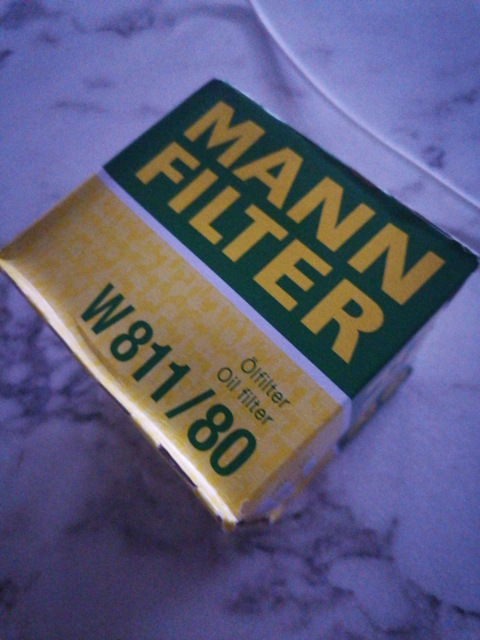 MANN
FILTER
Ölfilter
Oil filter
W 811/80